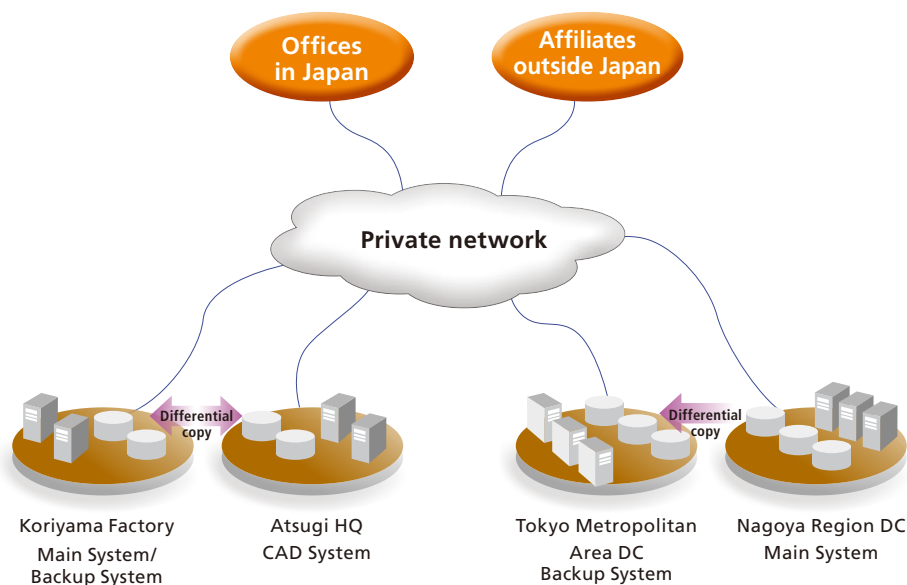 Offices
in Japan
Affiliates
outside Japan
Private network
Differential
copy
Differential
copy
Koriyama Factory
Main System/
Backup System
Atsugi HQ
CAD System
Tokyo Metropolitan
Area DC
Backup System
Nagoya Region DC
Main System